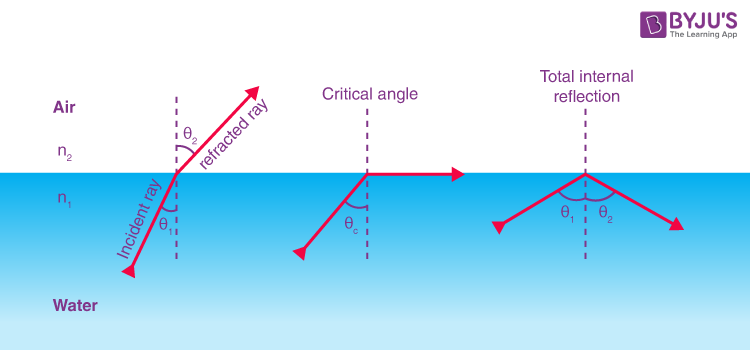 BYJU'S
The Learning App
Air
n₂
n₁
Water
Incident ray
θ₁
θ₂
refracted ray
Critical angle
θc
Total internal
reflection
θ₁
θ₂